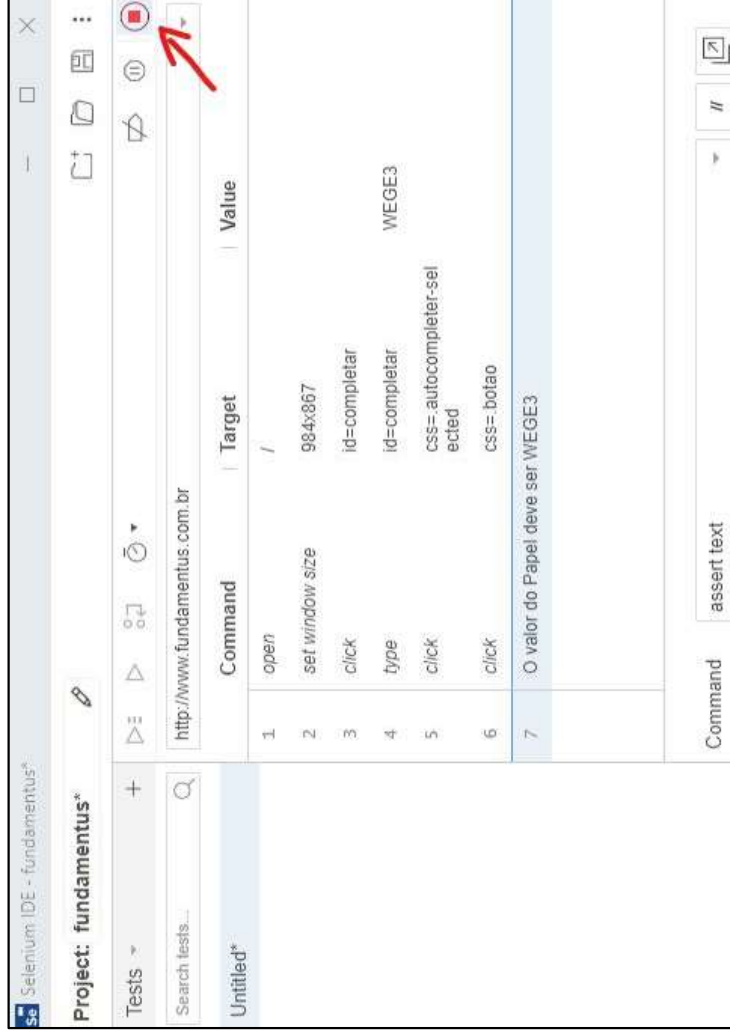 Se Selenium IDE - fundamentus*
Project: fundamentus*
Tests
Search tests...
Untitled*
http://www.fundamentus.com.br
Command Target Value
1 open /
2 set window size 984x867
3 click id=completar
4 type id=completar WEGE3
5 click css=.autocompleter-sel
ected
6 click css=.botao
7 O valor do Papel deve ser WEGE3
Command assert text //